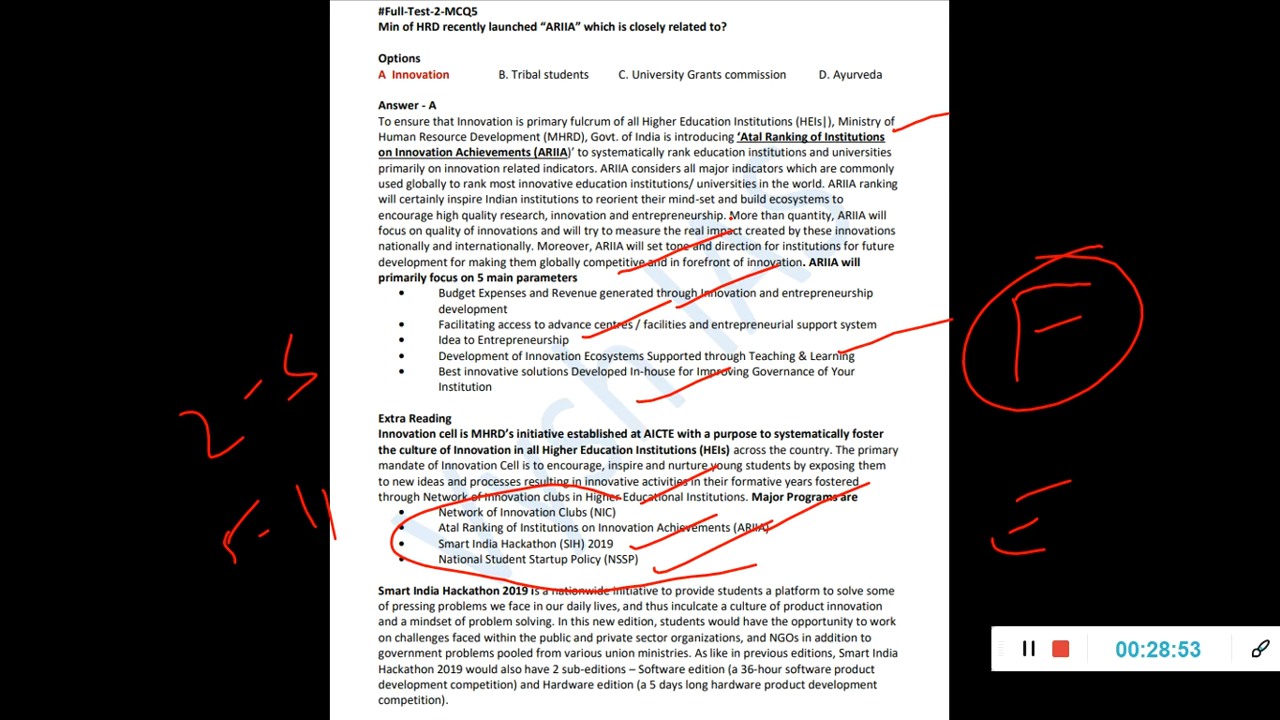 #Full-Test-2-MCQ5
Min of HRD recently launched “ARIIA” which is closely related to?
Options
A Innovation B. Tribal students C. University Grants commission D. Ayurveda
Answer - A
To ensure that Innovation is primary fulcrum of all Higher Education Institutions (HEIs|), Ministry of
Human Resource Development (MHRD), Govt. of India is introducing ‘Atal Ranking of Institutions
on Innovation Achievements (ARIIA)’ to systematically rank education institutions and universities
primarily on innovation related indicators. ARIIA considers all major indicators which are commonly
used globally to rank most innovative education institutions/ universities in the world. ARIIA ranking
will certainly inspire Indian institutions to reorient their mind-set and build ecosystems to
encourage high quality research, innovation and entrepreneurship. More than quantity, ARIIA will
focus on quality of innovations and will try to measure the real impact created by these innovations
nationally and internationally. Moreover, ARIIA will set tone and direction for institutions for future
development for making them globally competitive and in forefront of innovation. ARIIA will
primarily focus on 5 main parameters
• Budget Expenses and Revenue generated through Innovation and entrepreneurship
development
• Facilitating access to advance centres / facilities and entrepreneurial support system
• Idea to Entrepreneurship
• Development of Innovation Ecosystems Supported through Teaching & Learning
• Best innovative solutions Developed In-house for Improving Governance of Your
Institution
Extra Reading
Innovation cell is MHRD’s initiative established at AICTE with a purpose to systematically foster
the culture of Innovation in all Higher Education Institutions (HEIs) across the country. The primary
mandate of Innovation Cell is to encourage, inspire and nurture young students by exposing them
to new ideas and processes resulting in innovative activities in their formative years fostered
through Network of Innovation clubs in Higher Educational Institutions. Major Programs are
• Network of Innovation Clubs (NIC)
• Atal Ranking of Institutions on Innovation Achievements (ARIIA)
• Smart India Hackathon (SIH) 2019
• National Student Startup Policy (NSSP)
Smart India Hackathon 2019 is a nationwide initiative to provide students a platform to solve some
of pressing problems we face in our daily lives, and thus inculcate a culture of product innovation
and a mindset of problem solving. In this new edition, students would have the opportunity to work
on challenges faced within the public and private sector organizations, and NGOs in addition to
government problems pooled from various union ministries. As like in previous editions, Smart India
Hackathon 2019 would also have 2 sub-editions – Software edition (a 36-hour software product
development competition) and Hardware edition (a 5 days long hardware product development
competition).
F
00:28:53